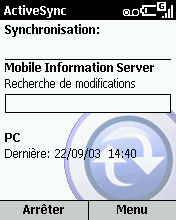 ActiveSync
Synchronisation:
Mobile Information Server
Recherche de modifications
PC
Dernière: 22/09/03 14:40
Arrêter Menu